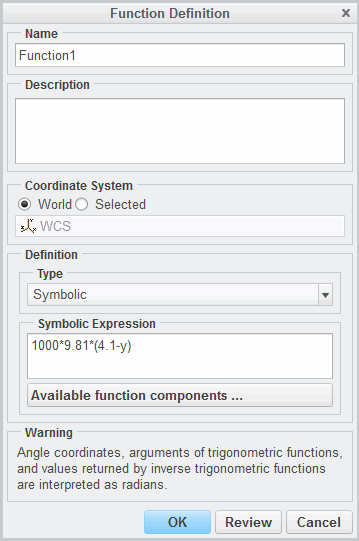 Function Definition
Name
Function1
Description
Coordinate System
World Selected
WCS
Definition
Type
Symbolic
Symbolic Expression
1000*9.81*(4.1-y)
Available function components ...
Warning
Angle coordinates, arguments of trigonometric functions,
and values returned by inverse trigonometric functions
are interpreted as radians.
OK Review Cancel